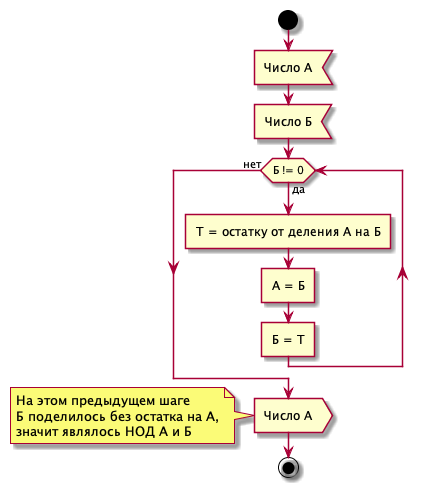 Число А
Число Б
нет
Б != 0
да
Т = остатку от деления А на Б
А = Б
Б = Т
На этом предыдущем шаге
Б поделилось без остатка на А,
значит являлось НОД А и Б
Число А